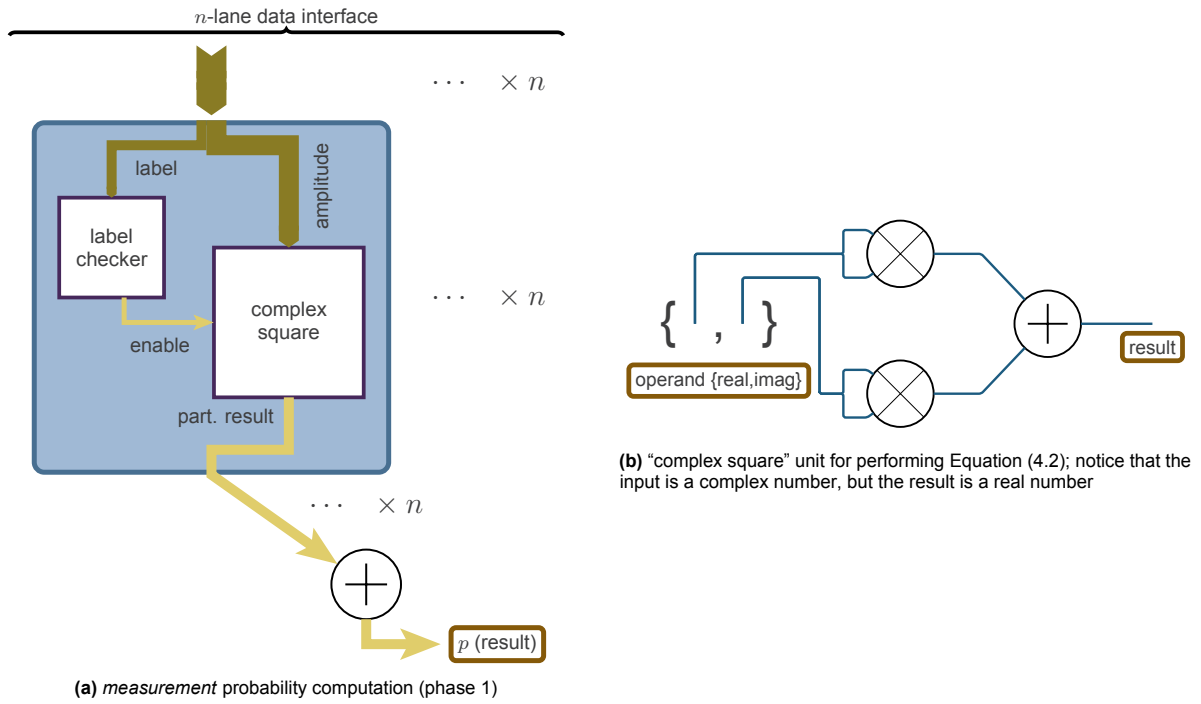 n-lane data interface
··· × n
label
amplitude
label
checker
complex
square
··· × n
enable
part. result
··· × n
p (result)
(a) measurement probability computation (phase 1)
{ , }
operand {real,imag}
result
(b) “complex square” unit for performing Equation (4.2); notice that the
input is a complex number, but the result is a real number